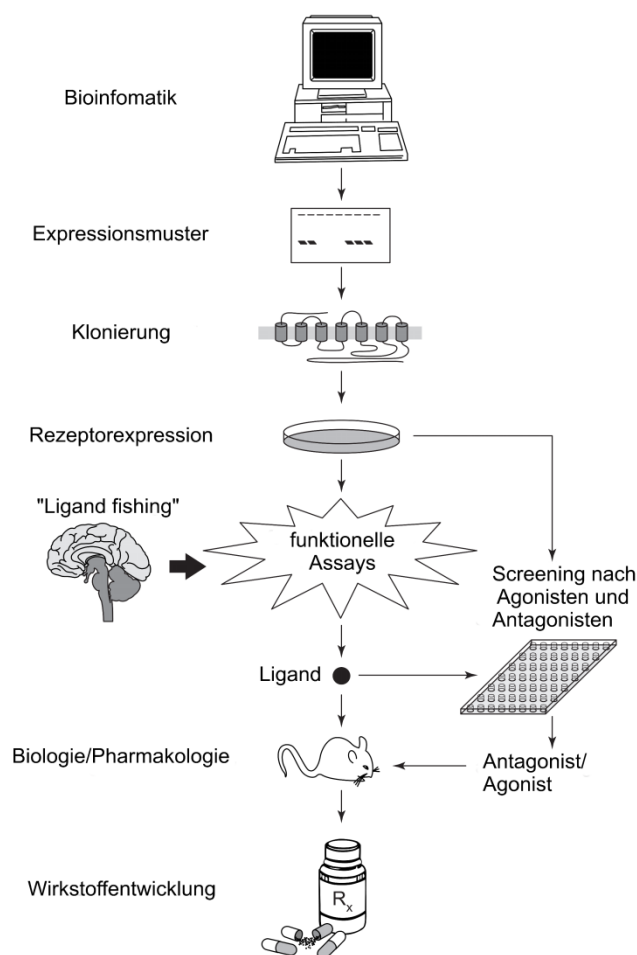 Bioinfomatik
Expressionsmuster
Klonierung
Rezeptorexpression
"Ligand fishing"
funktionelle
Assays
Screening nach
Agonisten und
Antagonisten
Ligand
Biologie/Pharmakologie
Antagonist/
Agonist
Wirkstoffentwicklung
Rx